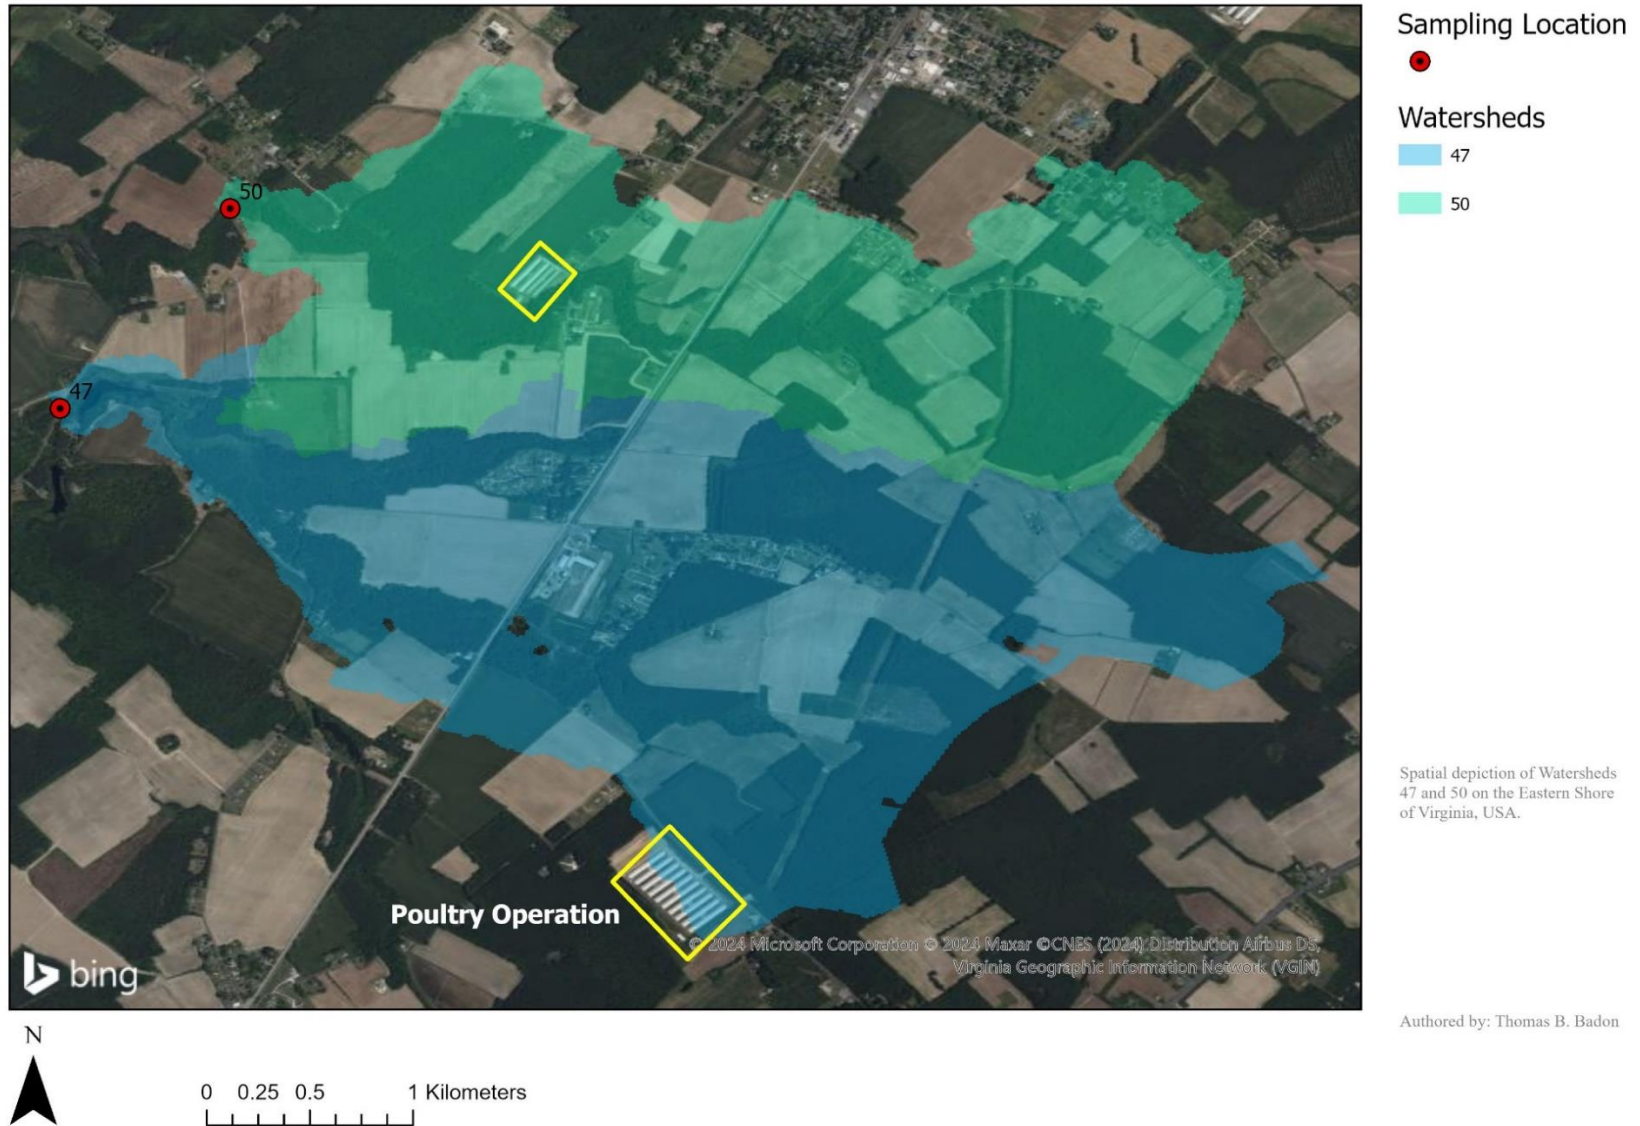 Sampling Location
Watersheds
47
50
50
47
Poultry Operation
© 2024 Microsoft Corporation © 2024 Maxar ©CNES (2024) Distribution Airbus DS,
Virginia Geographic Information Network (VGIN)
bing
Spatial depiction of Watersheds
47 and 50 on the Eastern Shore
of Virginia, USA.
Authored by: Thomas B. Badon
N
0 0.25 0.5 1 Kilometers